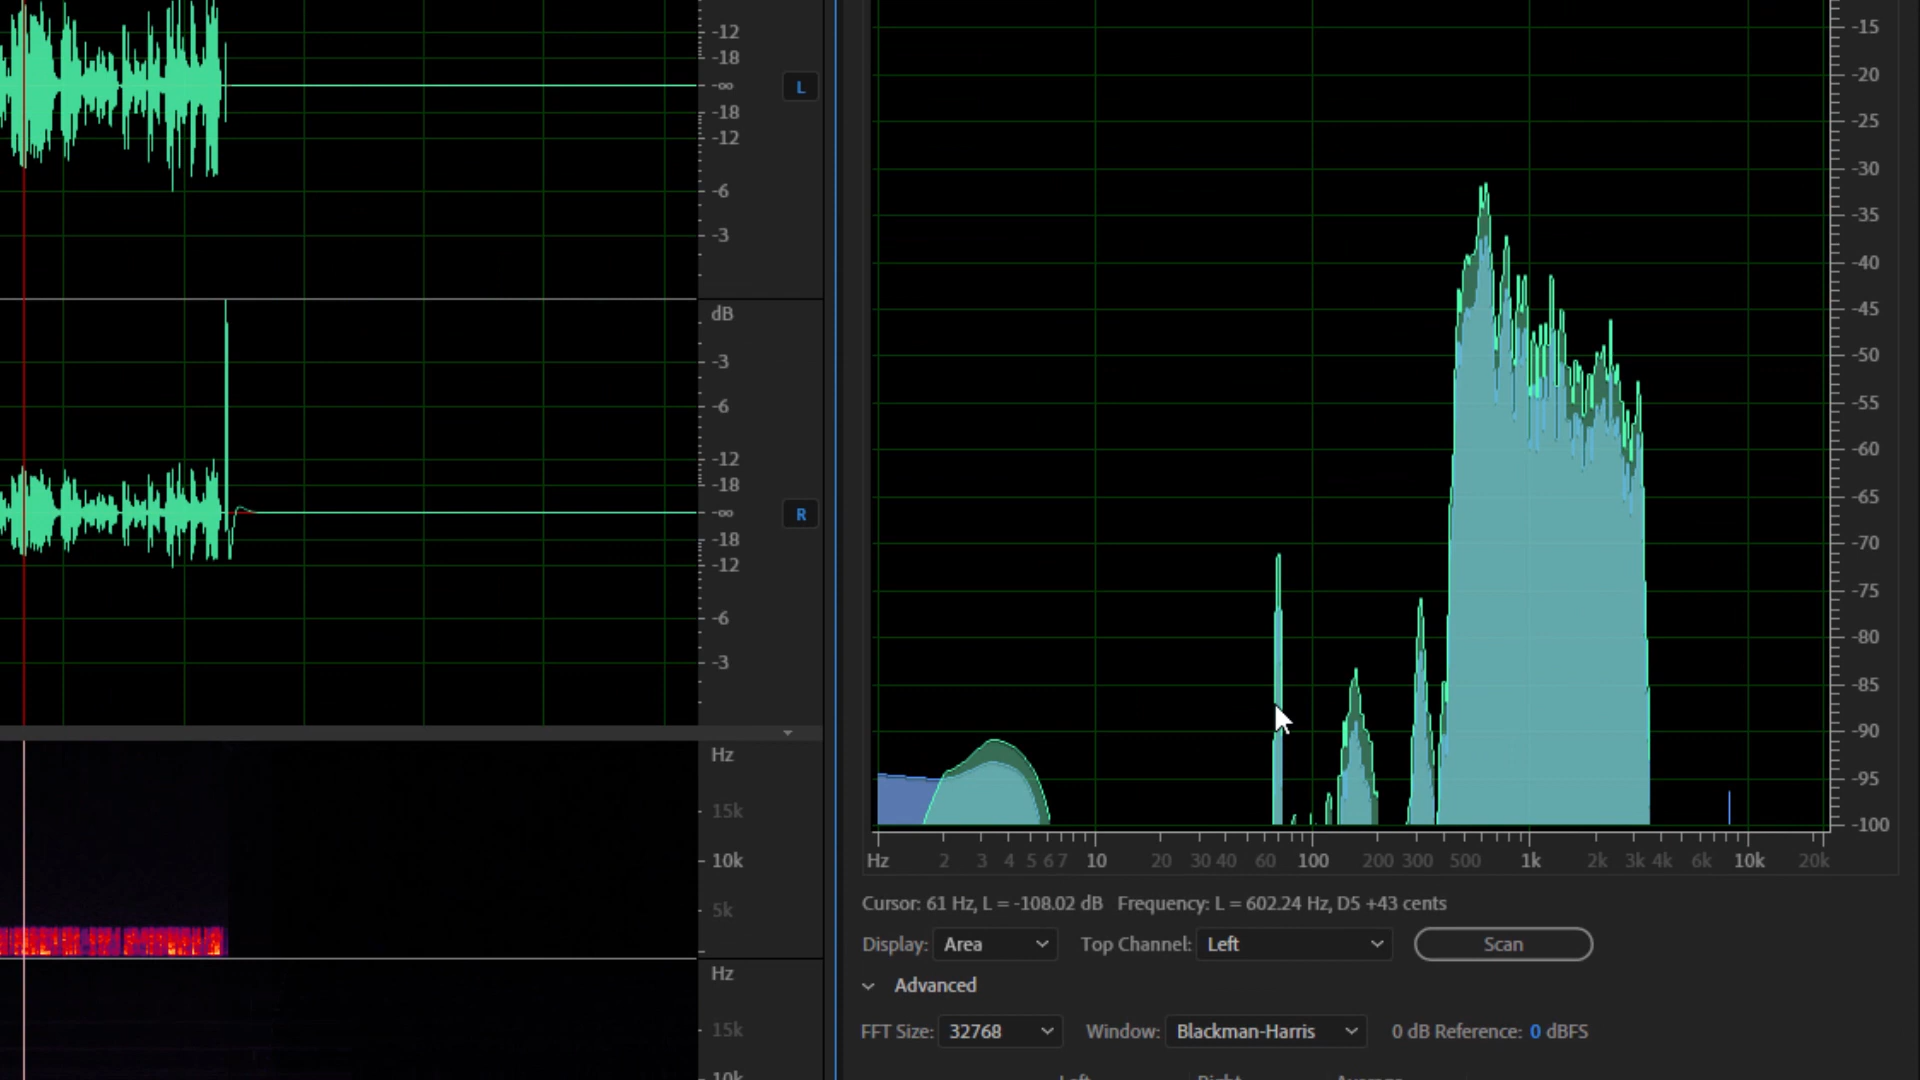 -12
-18
-∞
-18
-12
-6
-3
L
dB
-3
-6
-12
-18
-∞
-18
-12
-6
-3
R
Hz
15k
10k
5k
Hz
15k
10k
-15
-20
-25
-30
-35
-40
-45
-50
-55
-60
-65
-70
-75
-80
-85
-90
-95
-100
Hz 2 3 4 5 6 7 10 20 30 40 60 100 200 300 500 1k 2k 3k 4k 6k 10k 20k
Cursor: 61 Hz, L = -108.02 dB Frequency: L = 602.24 Hz, D5 +43 cents
Display: Area Top Channel: Left Scan
Advanced
FFT Size: 32768 Window: Blackman-Harris 0 dB Reference: 0 dBFS